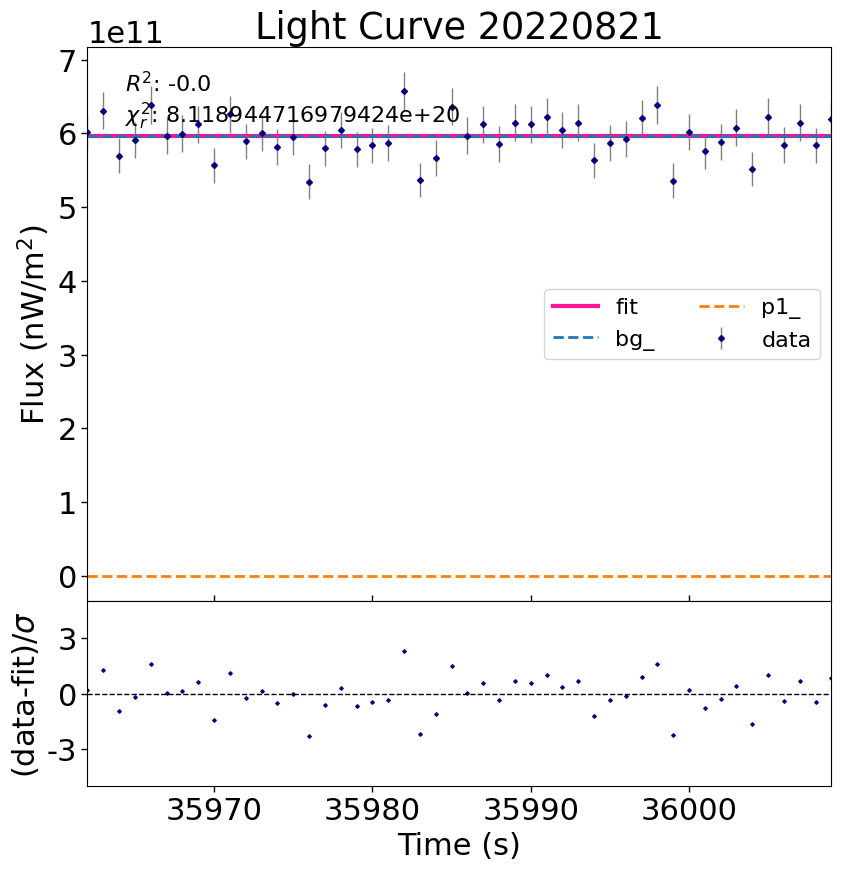 Light Curve 20220821
1e11
R²: -0.0
χ²ᵣ: 8.118944716979424e+20
7
6
5
4
3
2
1
0
Flux (nW/m²)
fit
bg_
p1_
data
3
0
-3
(data-fit)/σ
35970
35980
35990
36000
Time (s)